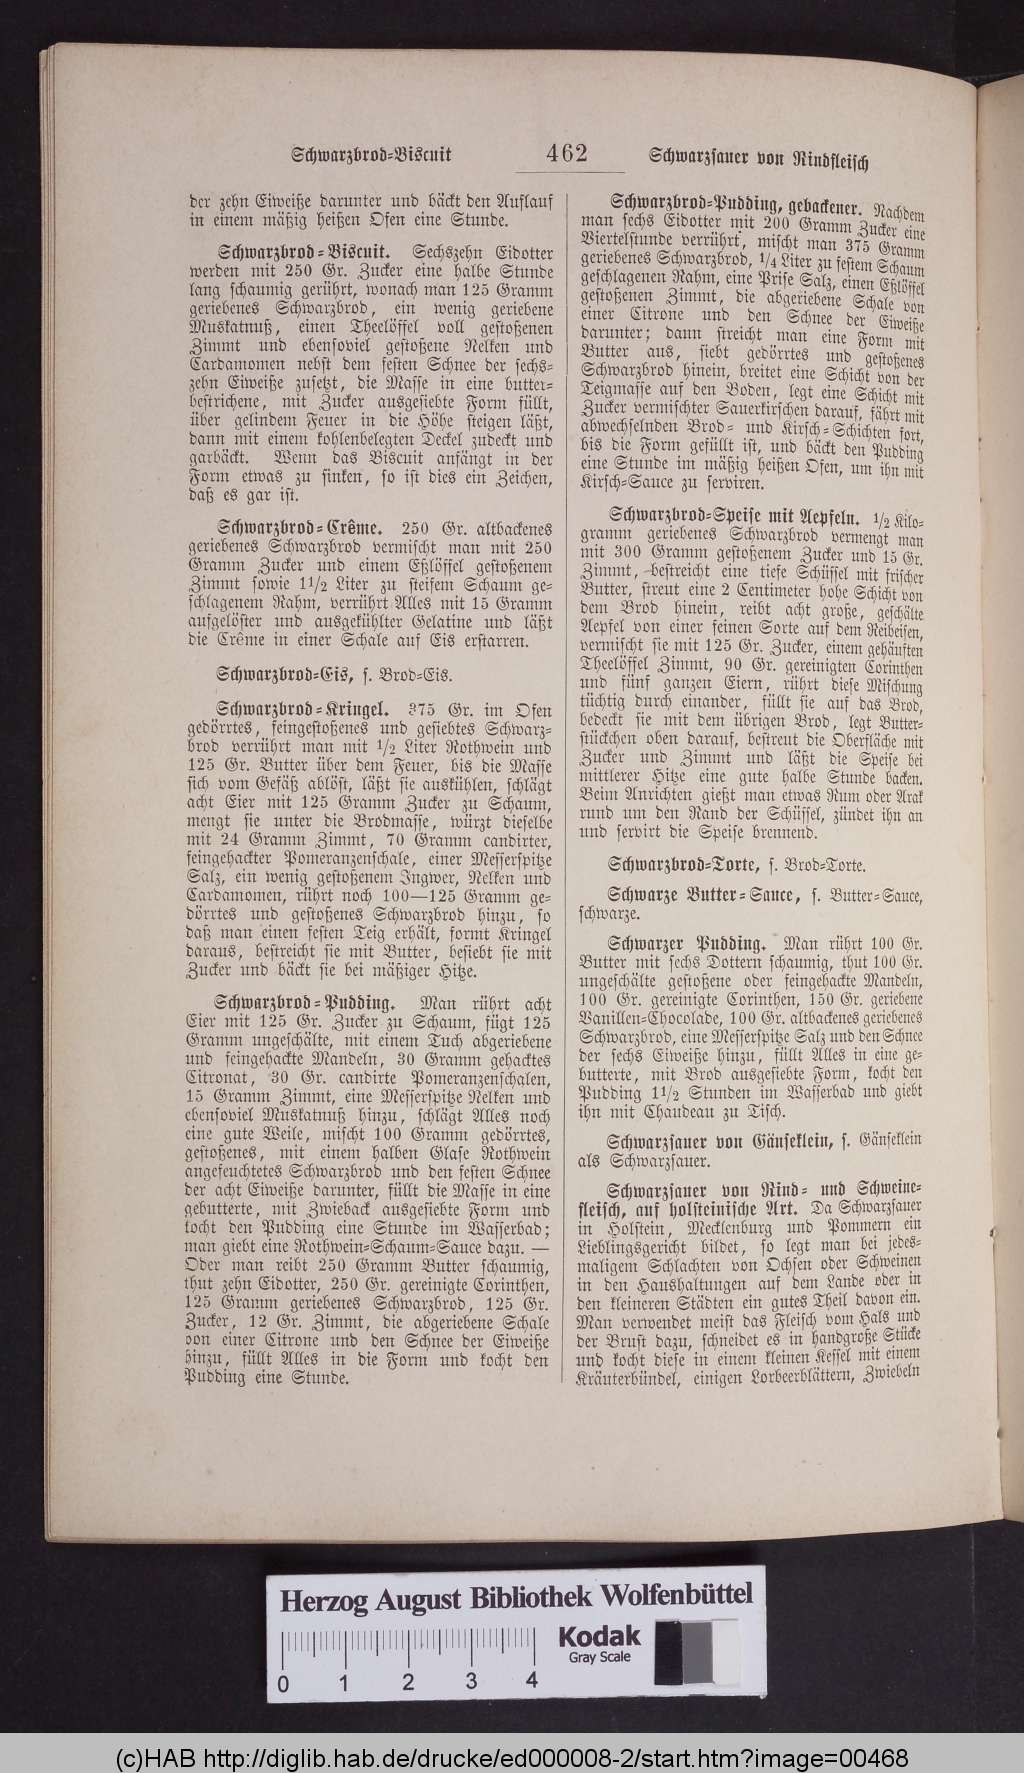 Schwarzbrod-Biscuit 462 Schwarzsauer von Rindfleisch
der zehn Eiweiße darunter und bäckt den Auflauf
in einem mäßig heißen Ofen eine Stunde.
Schwarzbrod-Biscuit. Sechszehn Eidotter
werden mit 250 Gr. Zucker eine halbe Stunde
lang schaumig gerührt, wonach man 125 Gramm
geriebenes Schwarzbrod, ein wenig geriebene
Muskatnuß, einen Theelöffel voll gestoßenen
Zimmt und ebensoviel gestoßene Nelken und
Cardamomen nebst dem festen Schnee der sechs-
zehn Eiweiße zusetzt, die Masse in eine butter-
bestrichene, mit Zucker ausgesiebte Form füllt,
über gelindem Feuer in die Höhe steigen läßt,
dann mit einem kohlenbelegten Deckel zudeckt und
garbäckt. Wenn das Biscuit anfängt in der
Form etwas zu sinken, so ist dies ein Zeichen,
daß es gar ist.
Schwarzbrod-Crême. 250 Gr. altbackenes
geriebenes Schwarzbrod vermischt man mit 250
Gramm Zucker und einem Eßlöffel gestoßenem
Zimmt sowie 1 1/2 Liter zu steifem Schaum ge-
schlagenem Rahm, verrührt Alles mit 15 Gramm
aufgelöster und ausgekühlter Gelatine und läßt
die Crême in einer Schale auf Eis erstarren.
Schwarzbrod-Eis, s. Brod-Eis.
Schwarzbrod-Kringel. 375 Gr. im Ofen
gedörrtes, feingestoßenes und gesiebtes Schwarz-
brod verrührt man mit 1/2 Liter Rothwein und
125 Gr. Butter über dem Feuer, bis die Masse
sich vom Gefäß ablöst, läßt sie auskühlen, schlägt
acht Eier mit 125 Gramm Zucker zu Schaum,
mengt sie unter die Brodmasse, würzt dieselbe
mit 24 Gramm Zimmt, 70 Gramm candirter,
feingehackter Pomeranzenschale, einer Messerspitze
Salz, ein wenig gestoßenem Ingwer, Nelken und
Cardamomen, rührt noch 100—125 Gramm ge-
dörrtes und gestoßenes Schwarzbrod hinzu, so
daß man einen festen Teig erhält, formt Kringel
daraus, bestreicht sie mit Butter, besiebt sie mit
Zucker und bäckt sie bei mäßiger Hitze.
Schwarzbrod-Pudding. Man rührt acht
Eier mit 125 Gr. Zucker zu Schaum, fügt 125
Gramm ungeschälte, mit einem Tuch abgeriebene
und feingehackte Mandeln, 30 Gramm gehacktes
Citronat, 30 Gr. candirte Pomeranzenschalen,
15 Gramm Zimmt, eine Messerspitze Nelken und
ebensoviel Muskatnuß hinzu, schlägt Alles noch
eine gute Weile, mischt 100 Gramm gedörrtes,
gestoßenes, mit einem halben Glase Rothwein
angefeuchtetes Schwarzbrod und den festen Schnee
der acht Eiweiße darunter, füllt die Masse in eine
gebutterte, mit Zwieback ausgesiebte Form und
kocht den Pudding eine Stunde im Wasserbad;
man giebt eine Rothwein-Schaum-Sauce dazu. —
Oder man reibt 250 Gramm Butter schaumig,
thut zehn Eidotter, 250 Gr. gereinigte Corinthen,
125 Gramm geriebenes Schwarzbrod, 125 Gr.
Zucker, 12 Gr. Zimmt, die abgeriebene Schale
von einer Citrone und den Schnee der Eiweiße
hinzu, füllt Alles in die Form und kocht den
Pudding eine Stunde.
Schwarzbrod-Pudding, gebackener. Nachdem
man sechs Eidotter mit 200 Gramm Zucker eine
Viertelstunde verrührt, mischt man 375 Gramm
geriebenes Schwarzbrod, 1/4 Liter zu festem Schaum
geschlagenen Rahm, eine Prise Salz, einen Eßlöffel
gestoßenen Zimmt, die abgeriebene Schale von
einer Citrone und den Schnee der Eiweiße
darunter; dann streicht man eine Form mit
Butter aus, siebt gedörrtes und gestoßenes
Schwarzbrod hinein, breitet eine Schicht von der
Teigmasse auf den Boden, legt eine Schicht mit
Zucker vermischter Sauerkirschen darauf, fährt mit
abwechselnden Brod- und Kirsch-Schichten fort,
bis die Form gefüllt ist, und bäckt den Pudding
eine Stunde im mäßig heißen Ofen, um ihn mit
Kirsch-Sauce zu serviren.
Schwarzbrod-Speise mit Aepfeln. 1/2 Kilo-
gramm geriebenes Schwarzbrod vermengt man
mit 300 Gramm gestoßenem Zucker und 15 Gr.
Zimmt, bestreicht eine tiefe Schüssel mit frischer
Butter, streut eine 2 Centimeter hohe Schicht von
dem Brod hinein, reibt acht große, geschälte
Aepfel von einer feinen Sorte auf dem Reibeisen,
vermischt sie mit 125 Gr. Zucker, einem gehäuften
Theelöffel Zimmt, 90 Gr. gereinigten Corinthen
und fünf ganzen Eiern, rührt diese Mischung
tüchtig durch einander, füllt sie auf das Brod,
bedeckt sie mit dem übrigen Brod, legt Butter-
stückchen oben darauf, bestreut die Oberfläche mit
Zucker und Zimmt und läßt die Speise bei
mittlerer Hitze eine gute halbe Stunde backen.
Beim Anrichten gießt man etwas Rum oder Arak
rund um den Rand der Schüssel, zündet ihn an
und servirt die Speise brennend.
Schwarzbrod-Torte, s. Brod-Torte.
Schwarze Butter-Sauce, s. Butter-Sauce,
schwarze.
Schwarzer Pudding. Man rührt 100 Gr.
Butter mit sechs Dottern schaumig, thut 100 Gr.
ungeschälte gestoßene oder feingehackte Mandeln,
100 Gr. gereinigte Corinthen, 150 Gr. geriebene
Vanillen-Chocolade, 100 Gr. altbackenes geriebenes
Schwarzbrod, eine Messerspitze Salz und den Schnee
der sechs Eiweiße hinzu, füllt Alles in eine ge-
butterte, mit Brod ausgesiebte Form, kocht den
Pudding 1 1/2 Stunden im Wasserbad und giebt
ihn mit Chaudeau zu Tisch.
Schwarzsauer von Gänseklein, s. Gänseklein
als Schwarzsauer.
Schwarzsauer von Rind- und Schweine-
fleisch, auf holsteinische Art. Da Schwarzsauer
in Holstein, Mecklenburg und Pommern ein
Lieblingsgericht bildet, so legt man bei jedes-
maligem Schlachten von Ochsen oder Schweinen
in den Haushaltungen auf dem Lande oder in
den kleineren Städten ein gutes Theil davon ein.
Man verwendet meist das Fleisch vom Hals und
der Brust dazu, schneidet es in handgroße Stücke
und kocht diese in einem kleinen Kessel mit einem
Kräuterbündel, einigen Lorbeerblättern, Zwiebeln
Herzog August Bibliothek Wolfenbüttel
0 1 2 3 4
Kodak
Gray Scale
(c)HAB http://diglib.hab.de/drucke/ed000008-2/start.htm?image=00468